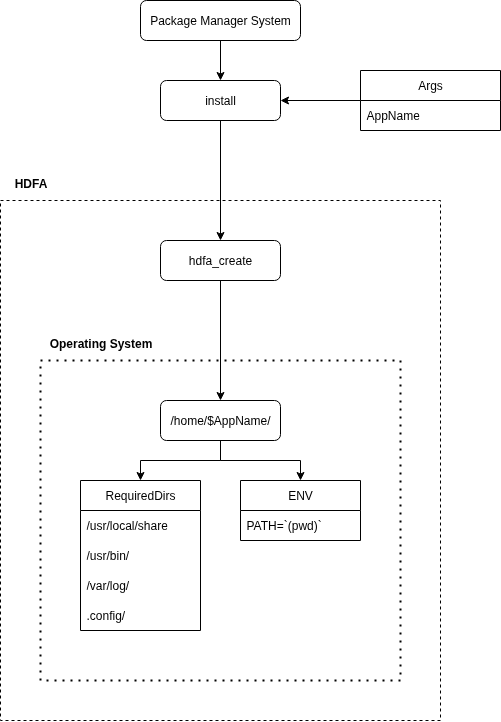 Package Manager System
install
Args
AppName
HDFA
hdfa_create
Operating System
/home/$AppName/
RequiredDirs
/usr/local/share
/usr/bin/
/var/log/
.config/
ENV
PATH=`(pwd)`